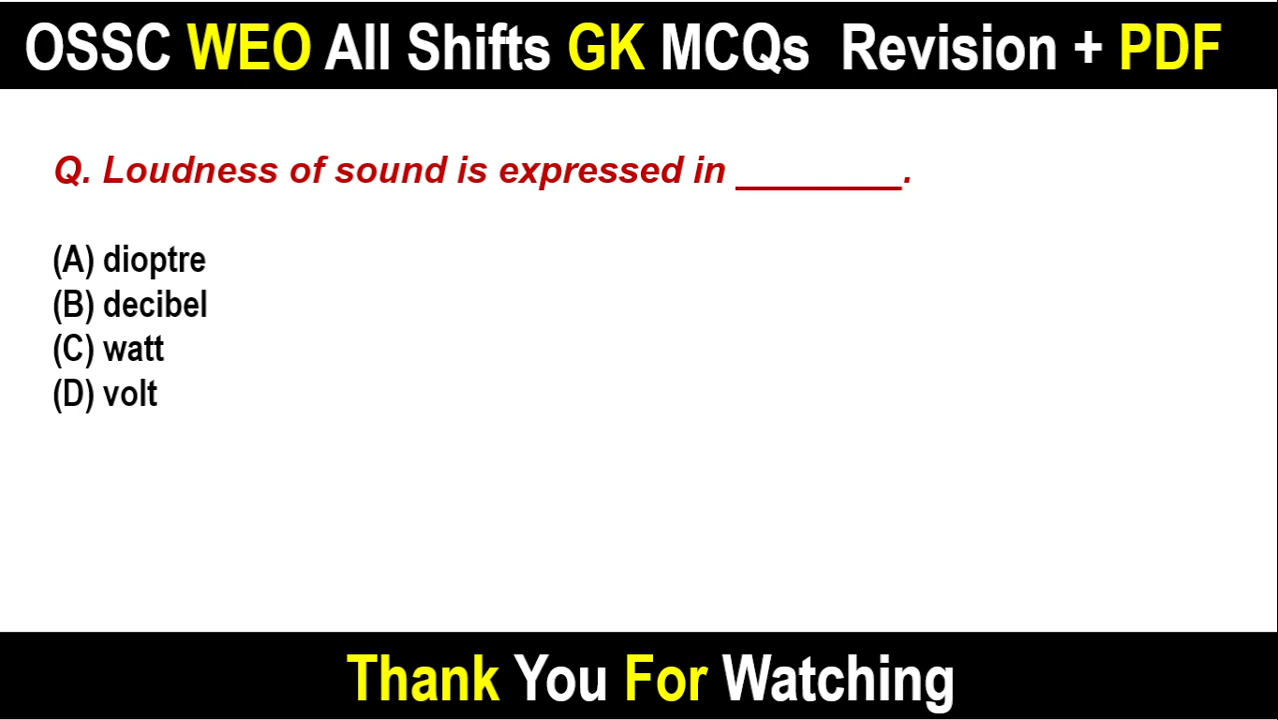 OSSC WEO All Shifts GK MCQs Revision + PDF
Q. Loudness of sound is expressed in ________.
(A) dioptre
(B) decibel
(C) watt
(D) volt
Thank You For Watching